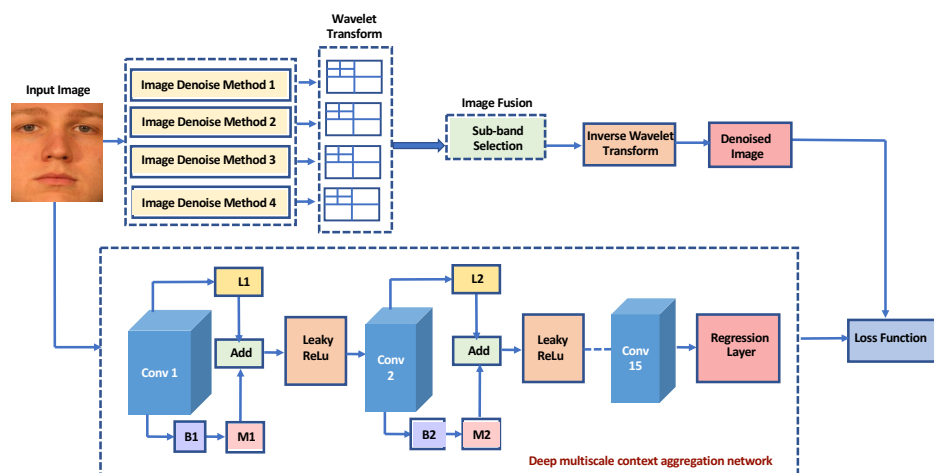 Wavelet
Transform
Input Image
Image Denoise Method 1
Image Denoise Method 2
Image Denoise Method 3
Image Denoise Method 4
Image Fusion
Sub-band
Selection
Inverse Wavelet
Transform
Denoised
Image
L1
Conv 1
Add
B1
M1
Leaky
ReLu
L2
Conv
2
Add
B2
M2
Leaky
ReLu
Conv
15
Regression
Layer
Loss Function
Deep multiscale context aggregation network